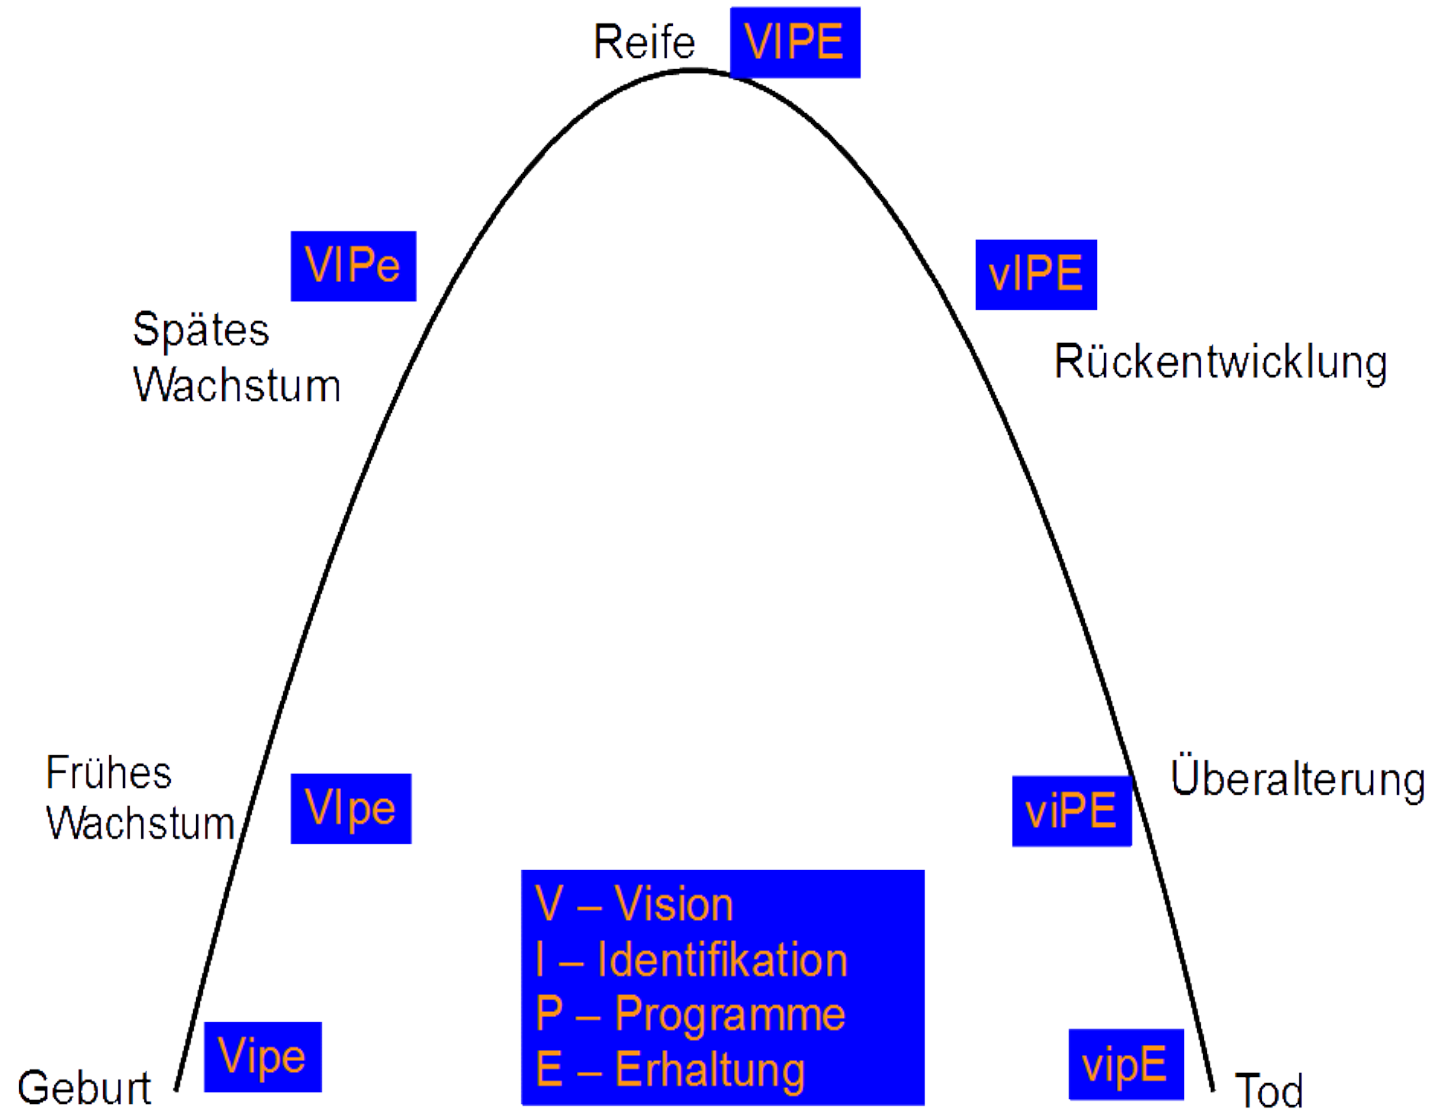 Reife
VIPE
VIPe
Spätes
Wachstum
vIPE
Rückentwicklung
Frühes
Wachstum
VIpe
viPE
Überalterung
V – Vision
I – Identifikation
P – Programme
E – Erhaltung
Geburt
Vipe
vipE
Tod